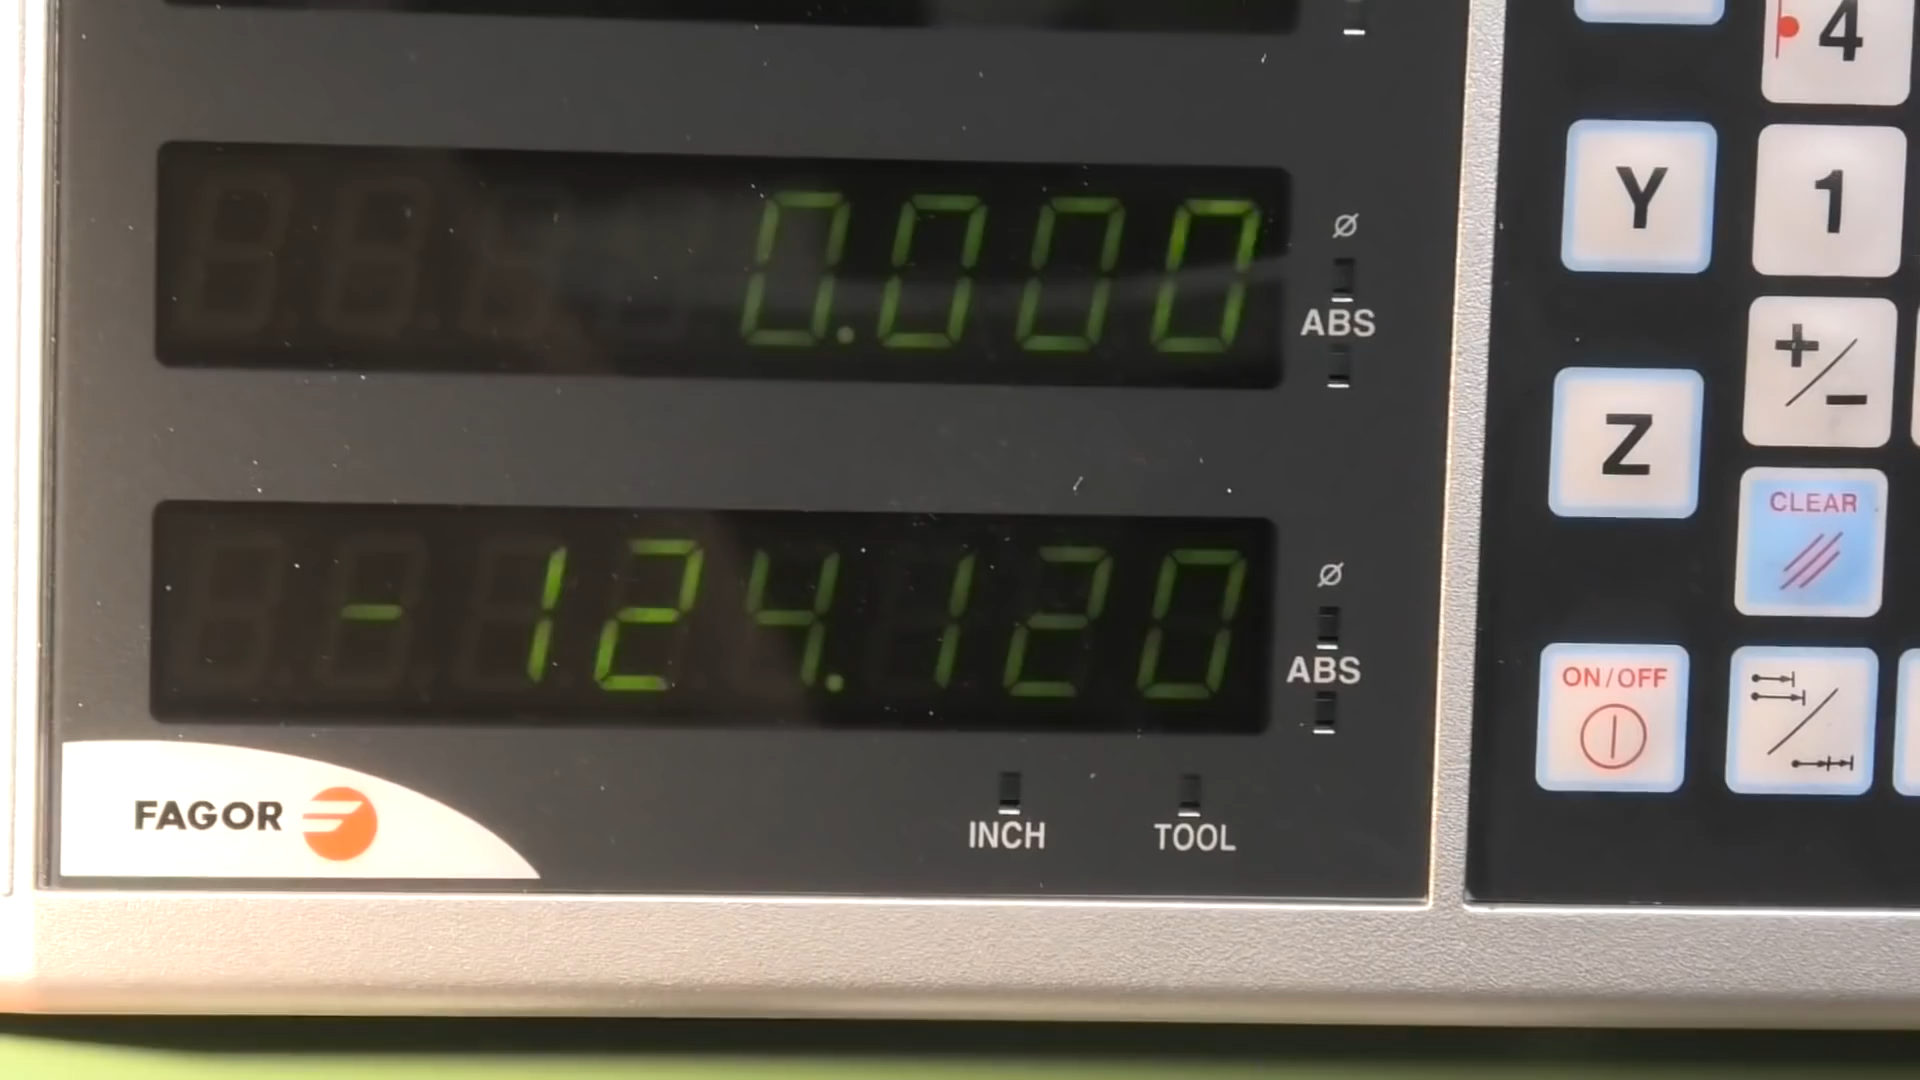 4
0.000
Ø
ABS
Y
1
+/-
-124.120
Ø
ABS
Z
CLEAR
ON/OFF
FAGOR
INCH
TOOL